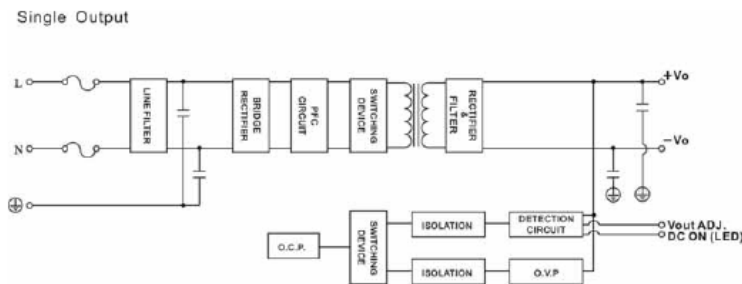 Single Output
L
N
LINE FILTER
BRIDGE
RECTIFIER
PFC
CIRCUIT
SWITCHING
DEVICE
RECTIFIER
&
FILTER
+Vo
-Vo
O.C.P.
SWITCHING
DEVICE
ISOLATION
DETECTION
CIRCUIT
Vout ADJ.
DC ON (LED)
ISOLATION
O.V.P